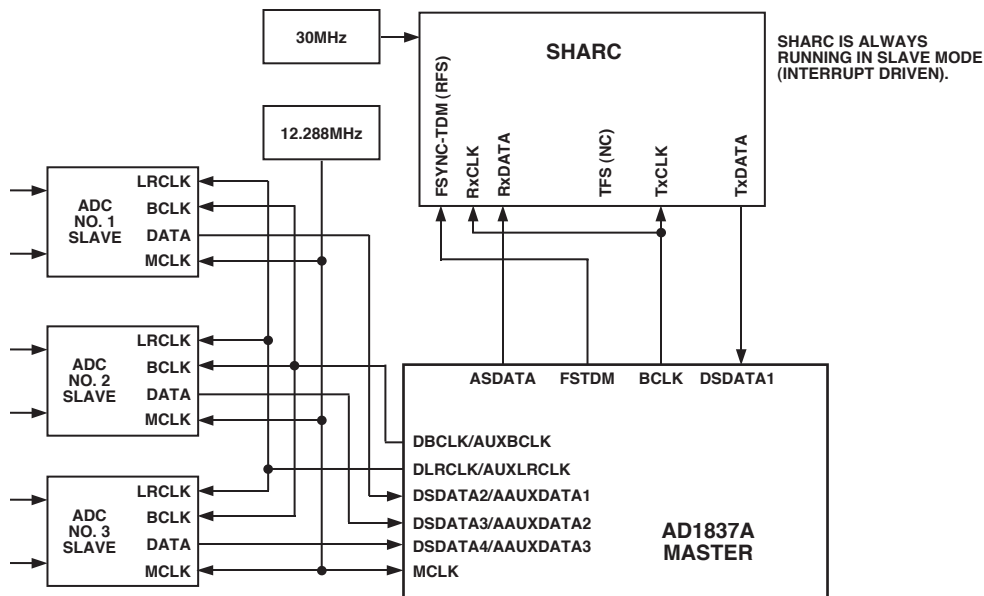 30MHz
SHARC
SHARC IS ALWAYS
RUNNING IN SLAVE MODE
(INTERRUPT DRIVEN).
12.288MHz
FSYNC-TDM (RFS)
RxCLK
RxDATA
TFS (NC)
TxCLK
TxDATA
ADC
NO. 1
SLAVE
LRCLK
BCLK
DATA
MCLK
ADC
NO. 2
SLAVE
LRCLK
BCLK
DATA
MCLK
ADC
NO. 3
SLAVE
LRCLK
BCLK
DATA
MCLK
ASDATA FSTDM BCLK DSDATA1
DBCLK/AUXBCLK
DLRCLK/AUXLRCLK
DSDATA2/AAUXDATA1
DSDATA3/AAUXDATA2
DSDATA4/AAUXDATA3
MCLK
AD1837A
MASTER